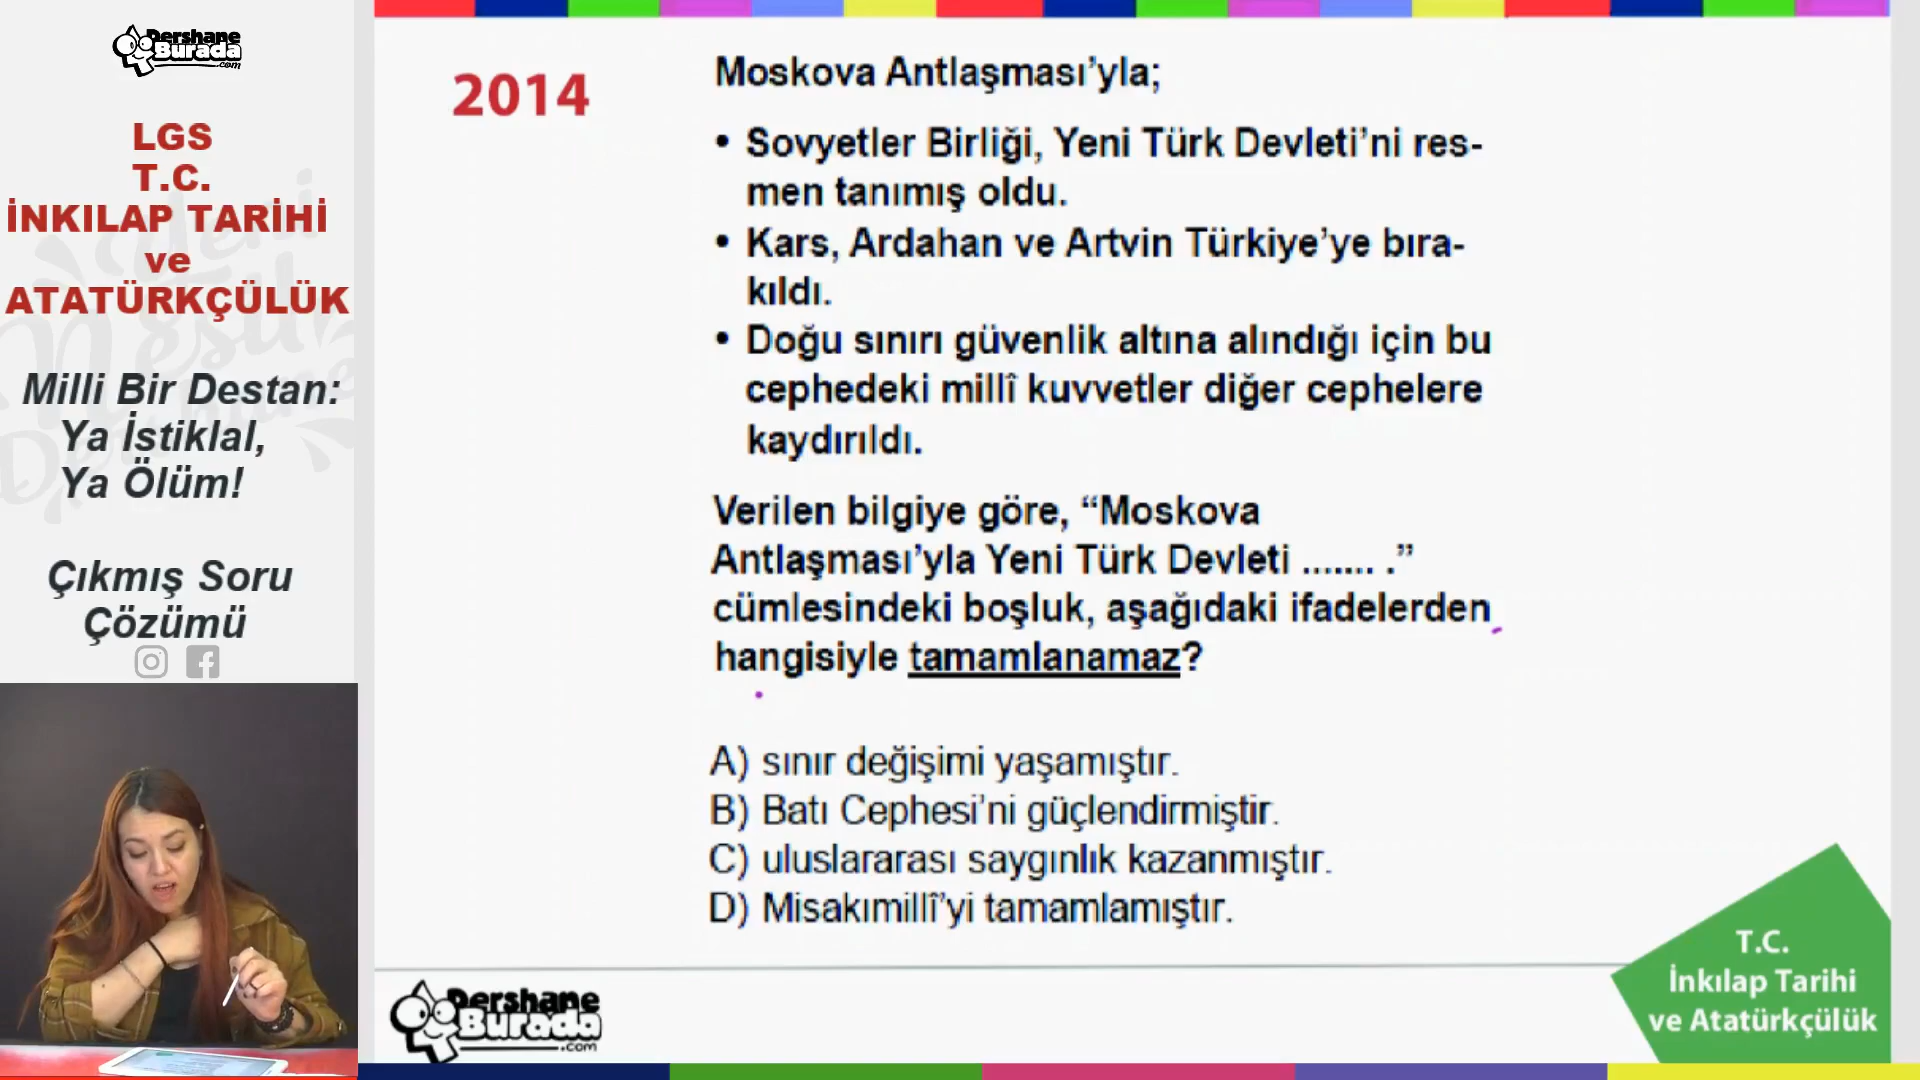 Dershane
Burada
.com
LGS
T.C.
İNKILAP TARİHİ
ve
ATATÜRKÇÜLÜK
Milli Bir Destan:
Ya İstiklal,
Ya Ölüm!
Çıkmış Soru
Çözümü
2014
Moskova Antlaşması’yla;
• Sovyetler Birliği, Yeni Türk Devleti’ni res-
men tanımış oldu.
• Kars, Ardahan ve Artvin Türkiye’ye bıra-
kıldı.
• Doğu sınırı güvenlik altına alındığı için bu
cephedeki millî kuvvetler diğer cephelere
kaydırıldı.
Verilen bilgiye göre, “Moskova
Antlaşması’yla Yeni Türk Devleti ....... .”
cümlesindeki boşluk, aşağıdaki ifadelerden
hangisiyle tamamlanamaz?
A) sınır değişimi yaşamıştır.
B) Batı Cephesi’ni güçlendirmiştir.
C) uluslararası saygınlık kazanmıştır.
D) Misakımillî’yi tamamlamıştır.
Dershane
Burada
.com
T.C.
İnkılap Tarihi
ve Atatürkçülük